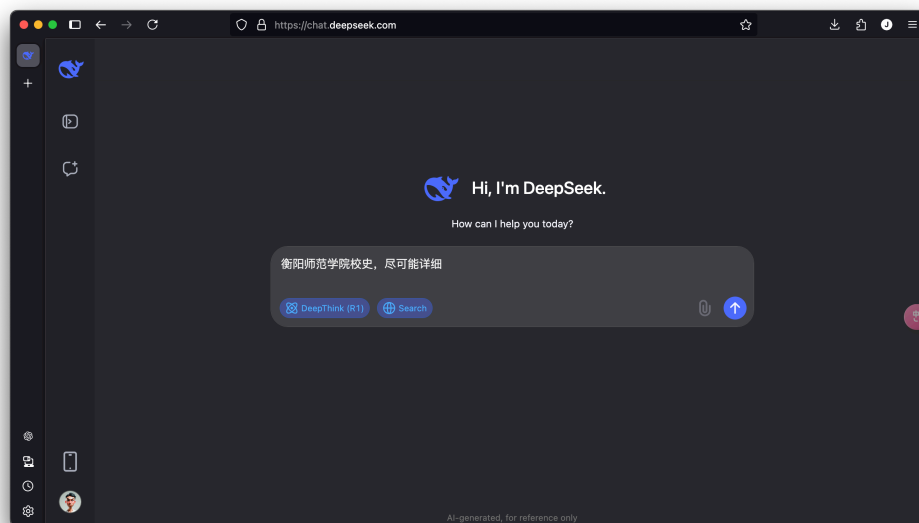 https://chat.deepseek.com
J
Hi, I'm DeepSeek.
How can I help you today?
衡阳师范学院校史，尽可能详细
DeepThink (R1)
Search
中
AI-generated, for reference only